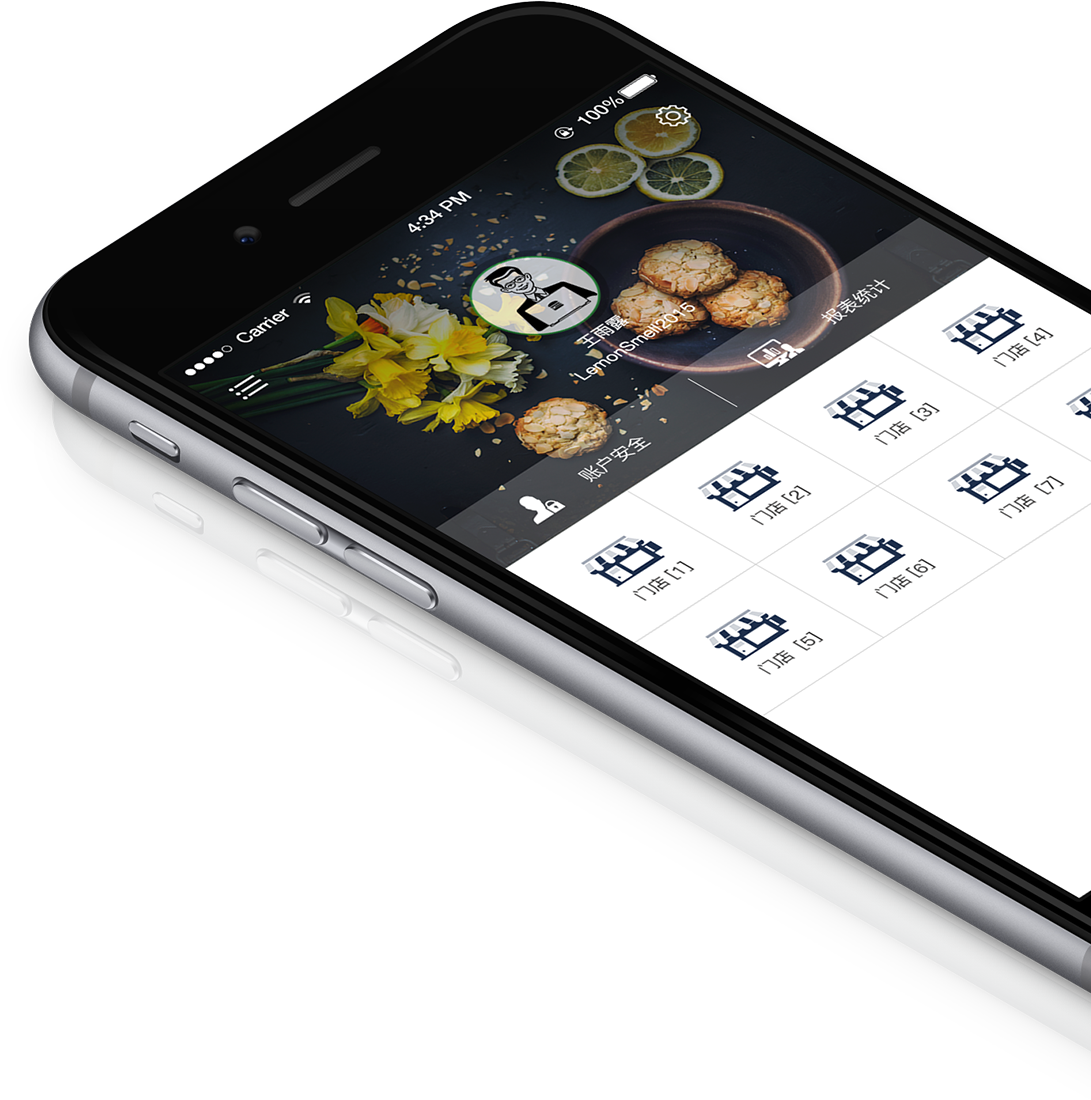 Carrier
4:34 PM
100%
王雨露
'LemonSmell2015
账户安全
报表统计
门店 [1]
门店 [2]
门店 [3]
门店 [4]
门店 [5]
门店 [6]
门店 [7]